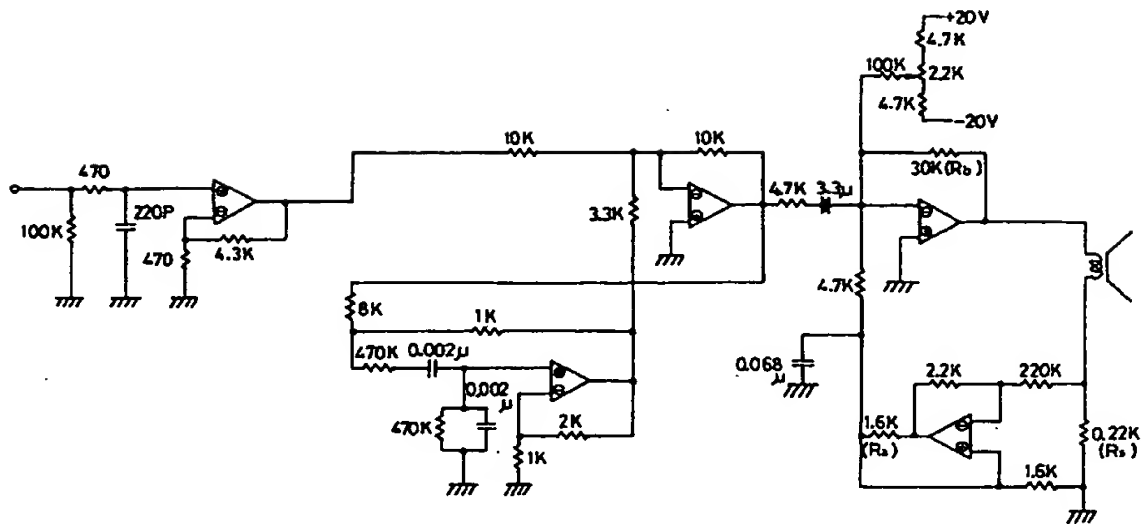 +20V
4.7K
100K
2.2K
4.7K
-20V
10K
10K
30K(Rb)
470
⊕
⊖
220P
100K
4.3K
470
3.3K
⊖
⊕
4.7K
3.3μ
⊖
⊕
4.7K
8K
1K
470K
0.002μ
⊕
⊖
0.002
μ
470K
2K
1K
0.068
μ
2.2K
220K
1.6K
(Ra)
⊖
⊕
0.22K
(Rs)
1.6K